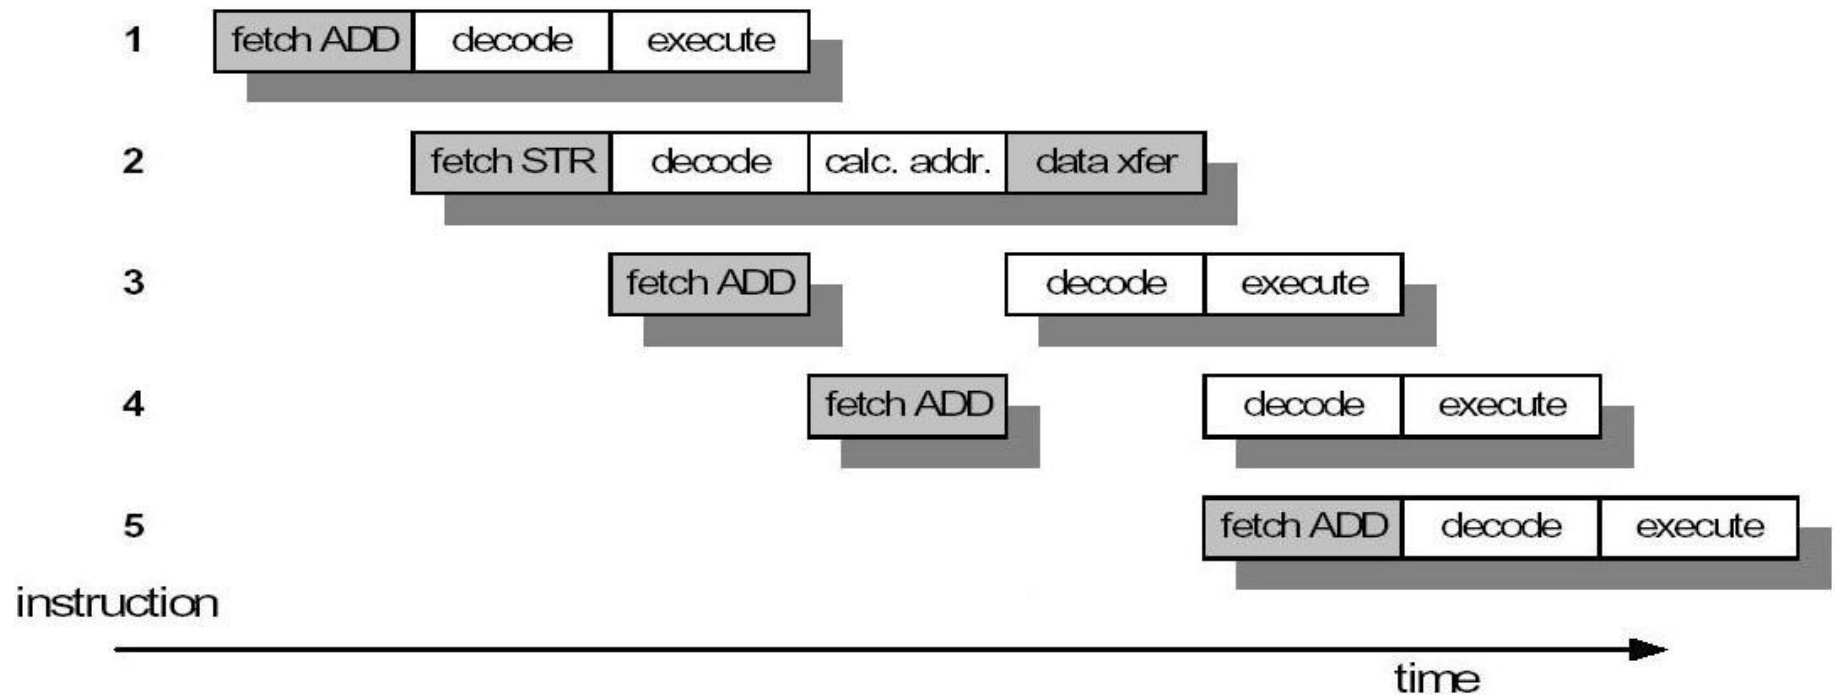 1 fetch ADD decode execute
2 fetch STR decode calc. addr. data xfer
3 fetch ADD decode execute
4 fetch ADD decode execute
5 fetch ADD decode execute
instruction
time